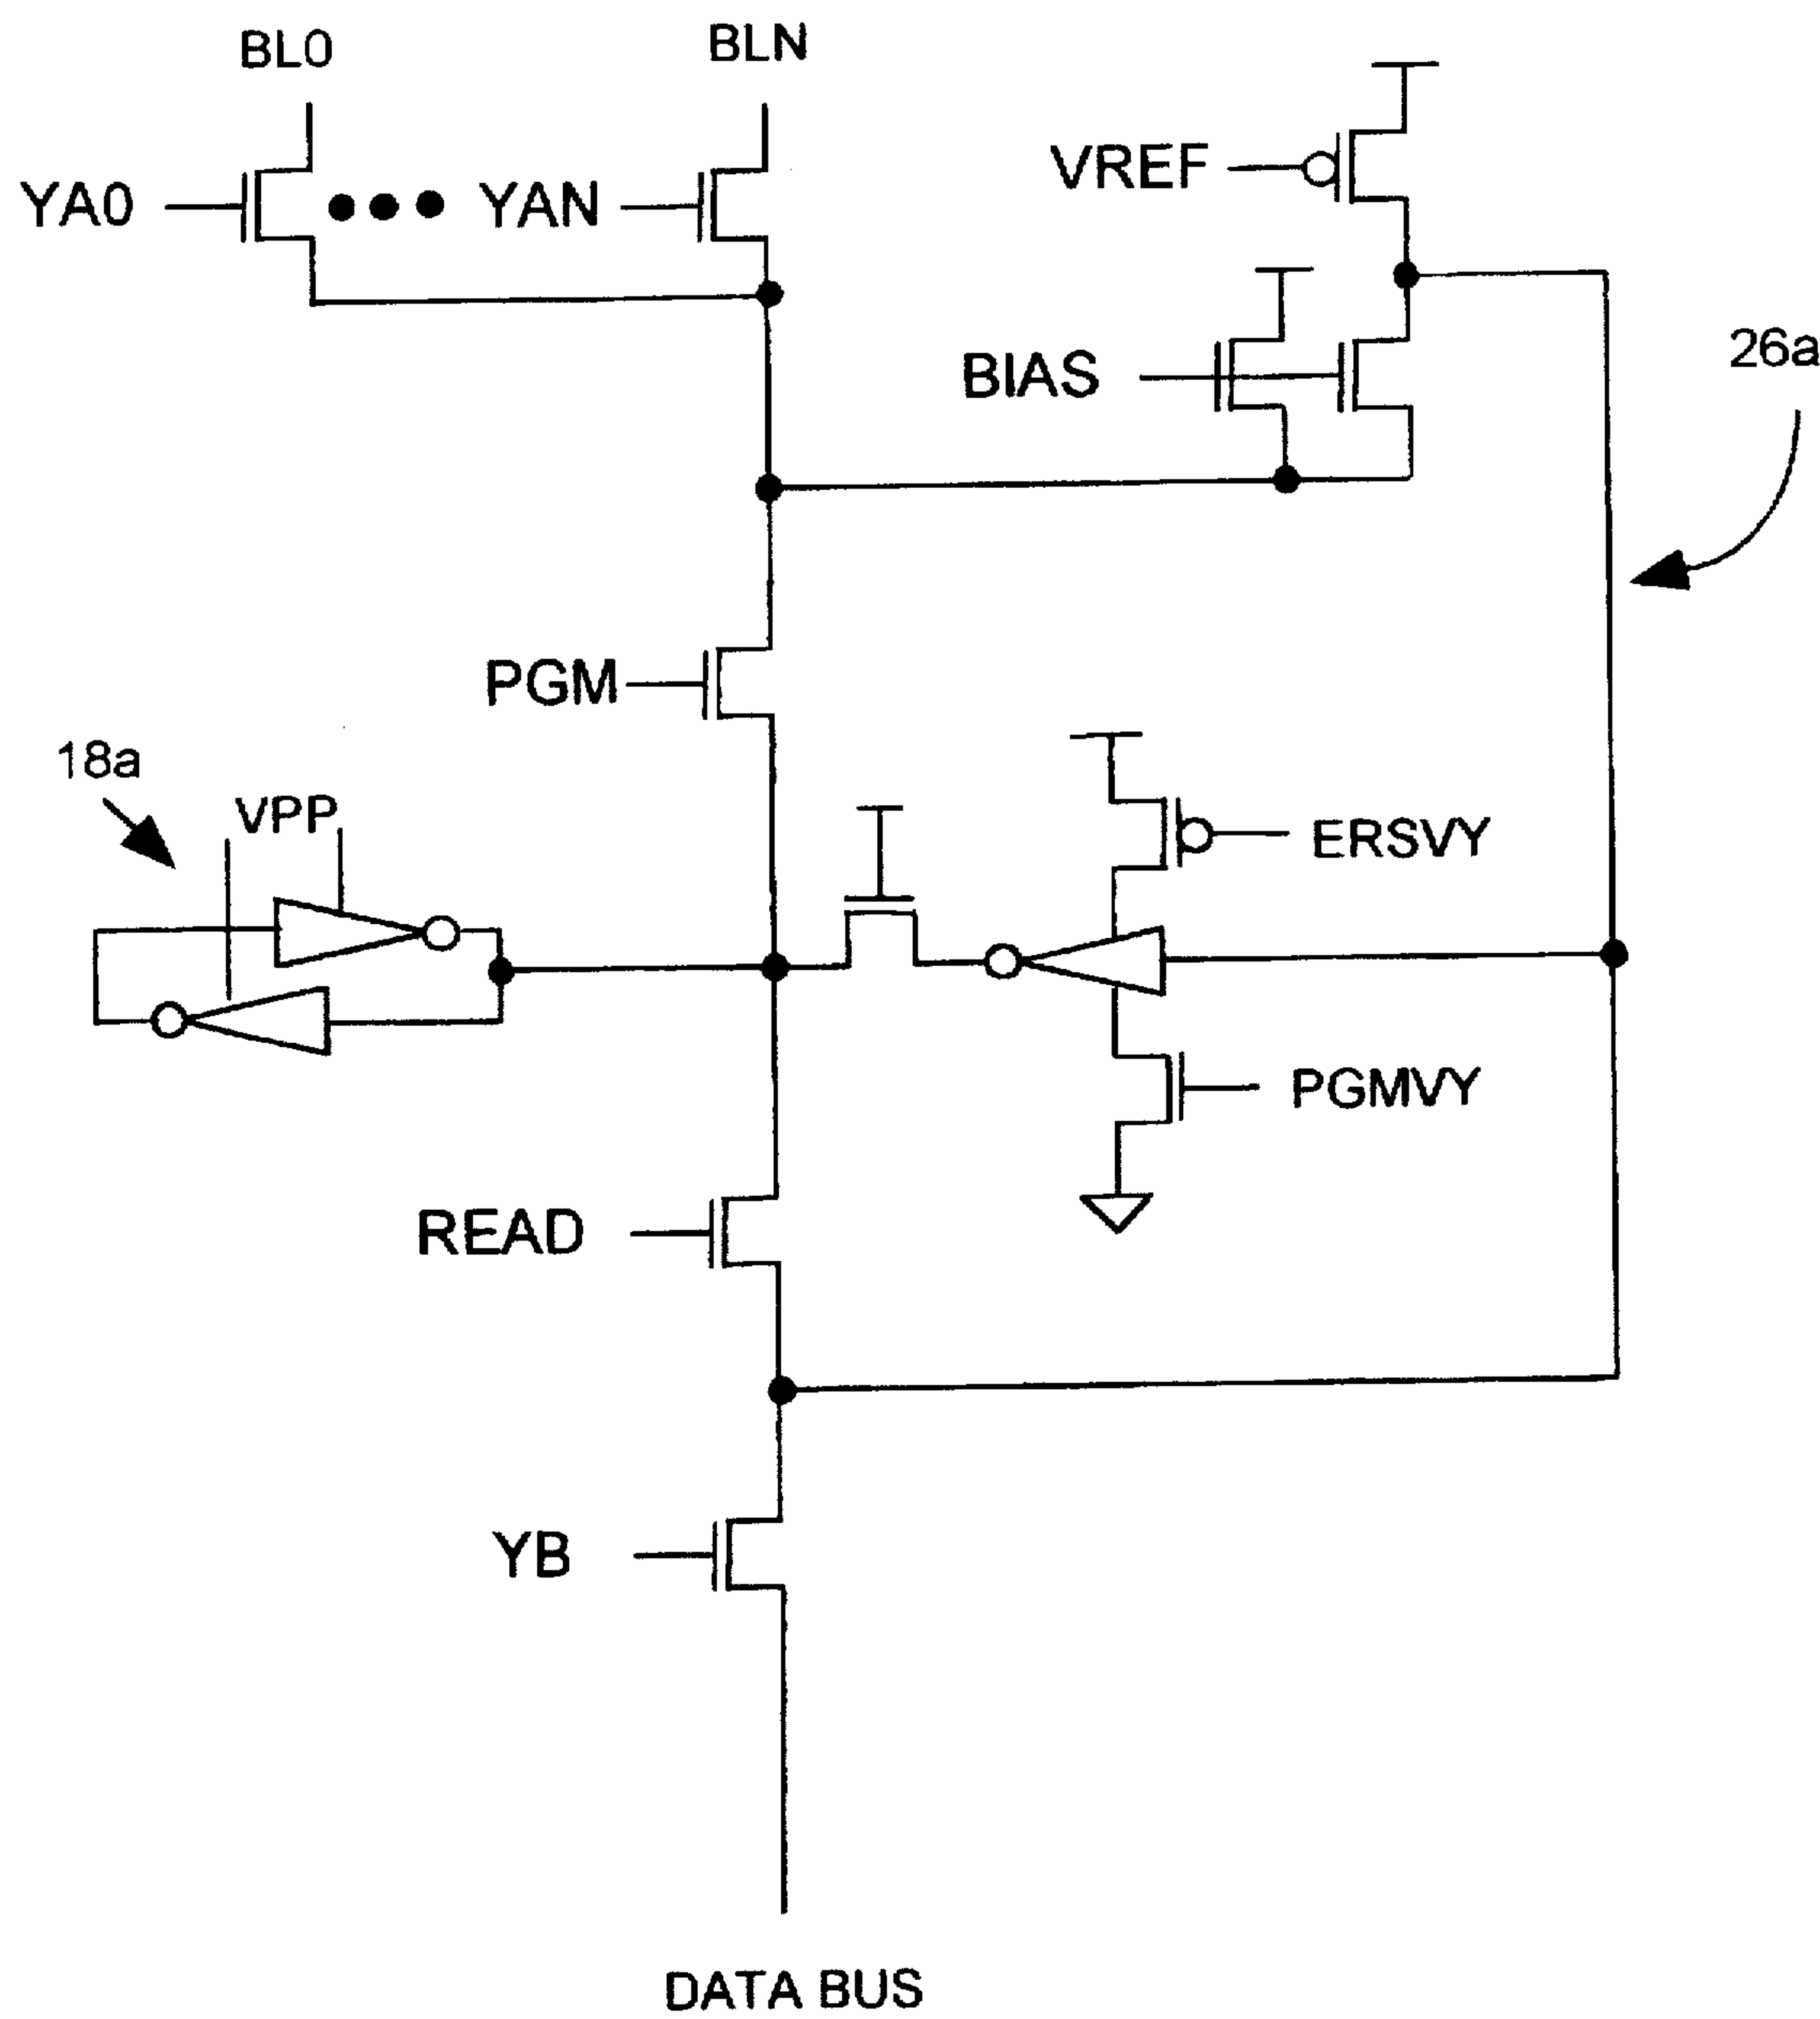 BL0
BLN
YA0
YAN
VREF
BIAS
26a
PGM
18a
VPP
ERSVY
PGMVY
READ
YB
DATA BUS